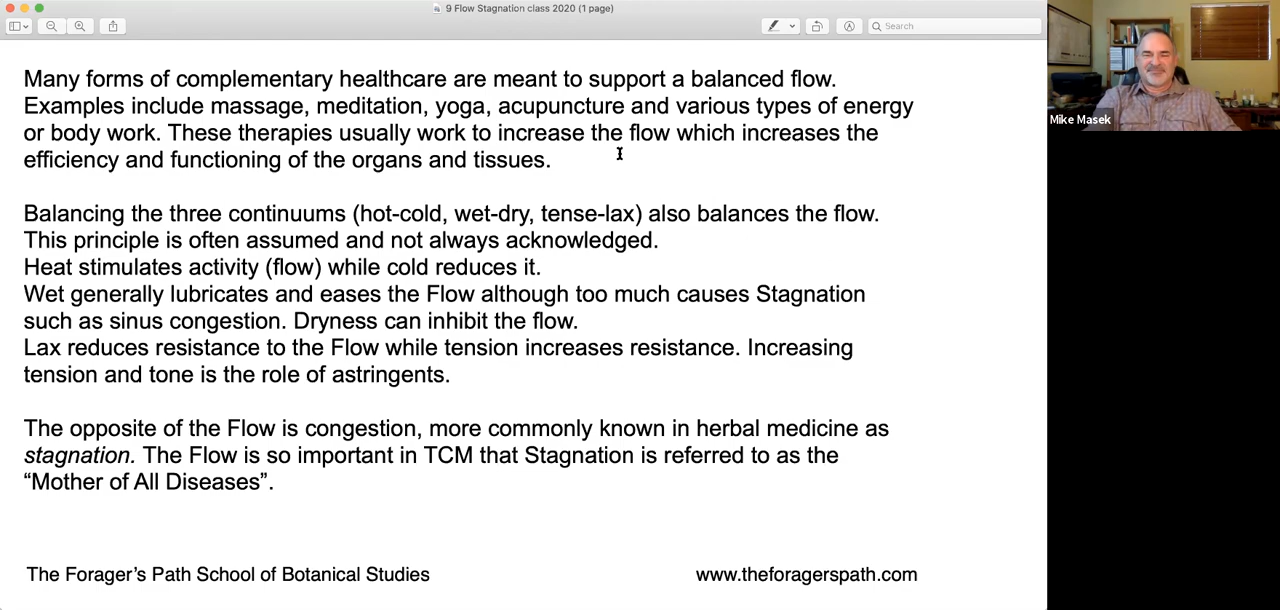 9 Flow Stagnation class 2020 (1 page)
Search
Many forms of complementary healthcare are meant to support a balanced flow.
Examples include massage, meditation, yoga, acupuncture and various types of energy
or body work. These therapies usually work to increase the flow which increases the
efficiency and functioning of the organs and tissues.
Balancing the three continuums (hot-cold, wet-dry, tense-lax) also balances the flow.
This principle is often assumed and not always acknowledged.
Heat stimulates activity (flow) while cold reduces it.
Wet generally lubricates and eases the Flow although too much causes Stagnation
such as sinus congestion. Dryness can inhibit the flow.
Lax reduces resistance to the Flow while tension increases resistance. Increasing
tension and tone is the role of astringents.
The opposite of the Flow is congestion, more commonly known in herbal medicine as
stagnation. The Flow is so important in TCM that Stagnation is referred to as the
“Mother of All Diseases”.
The Forager’s Path School of Botanical Studies
www.theforagerspath.com
Mike Masek